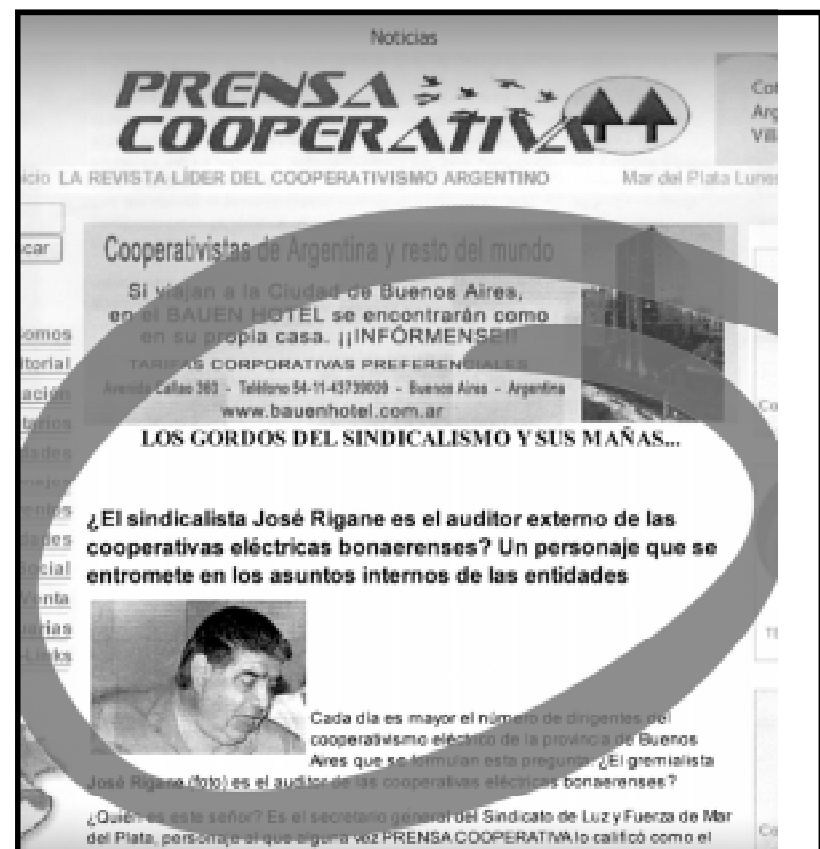 Noticias
PRENSA
COOPERATIVA
LA REVISTA LÍDER DEL COOPERATIVISMO ARGENTINO
Mar del Plata
Cooperativistas de Argentina y resto del mundo
Si viajan a la Ciudad de Buenos Aires,
en el BAUEN HOTEL se encontrarán como
en su propia casa. ¡¡INFÓRMENSE!!
TARIFAS CORPORATIVAS PREFERENCIALES
Avenida Callao 360 - Teléfono 54-11-43739009 - Buenos Aires - Argentina
www.bauenhotel.com.ar
LOS GORDOS DEL SINDICALISMO Y SUS MAÑAS...
¿El sindicalista José Rigane es el auditor externo de las
cooperativas eléctricas bonaerenses? Un personaje que se
entromete en los asuntos internos de las entidades
Cada día es mayor el número de dirigentes del
cooperativismo eléctrico de la provincia de Buenos
Aires que se formulan esta pregunta: ¿El gremialista
José Rigane (foto) es el auditor de las cooperativas eléctricas bonaerenses?
¿Quién es este señor? Es el secretario general del Sindicato de Luz y Fuerza de Mar
del Plata, personaje al que alguna vez PRENSA COOPERATIVA lo calificó como el